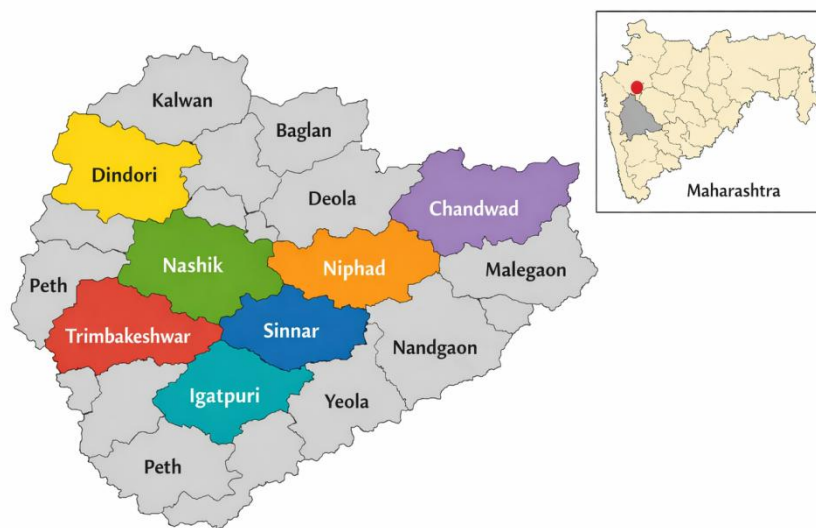 Kalwan
Baglan
Dindori
Deola
Chandwad
Nashik
Niphad
Malegaon
Peth
Trimbakeshwar
Sinnar
Nandgaon
Igatpuri
Yeola
Peth
Maharashtra